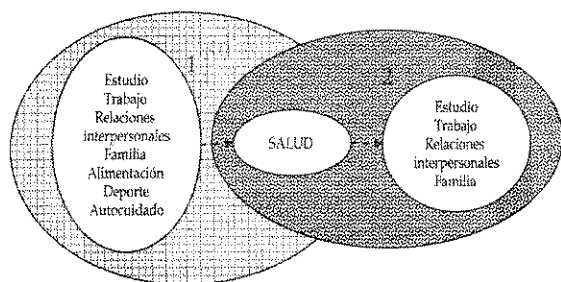 1
Estudio
Trabajo
Relaciones
interpersonales
Familia
Alimentación
Deporte
Autocuidado
SALUD
2
Estudio
Trabajo
Relaciones
interpersonales
Familia